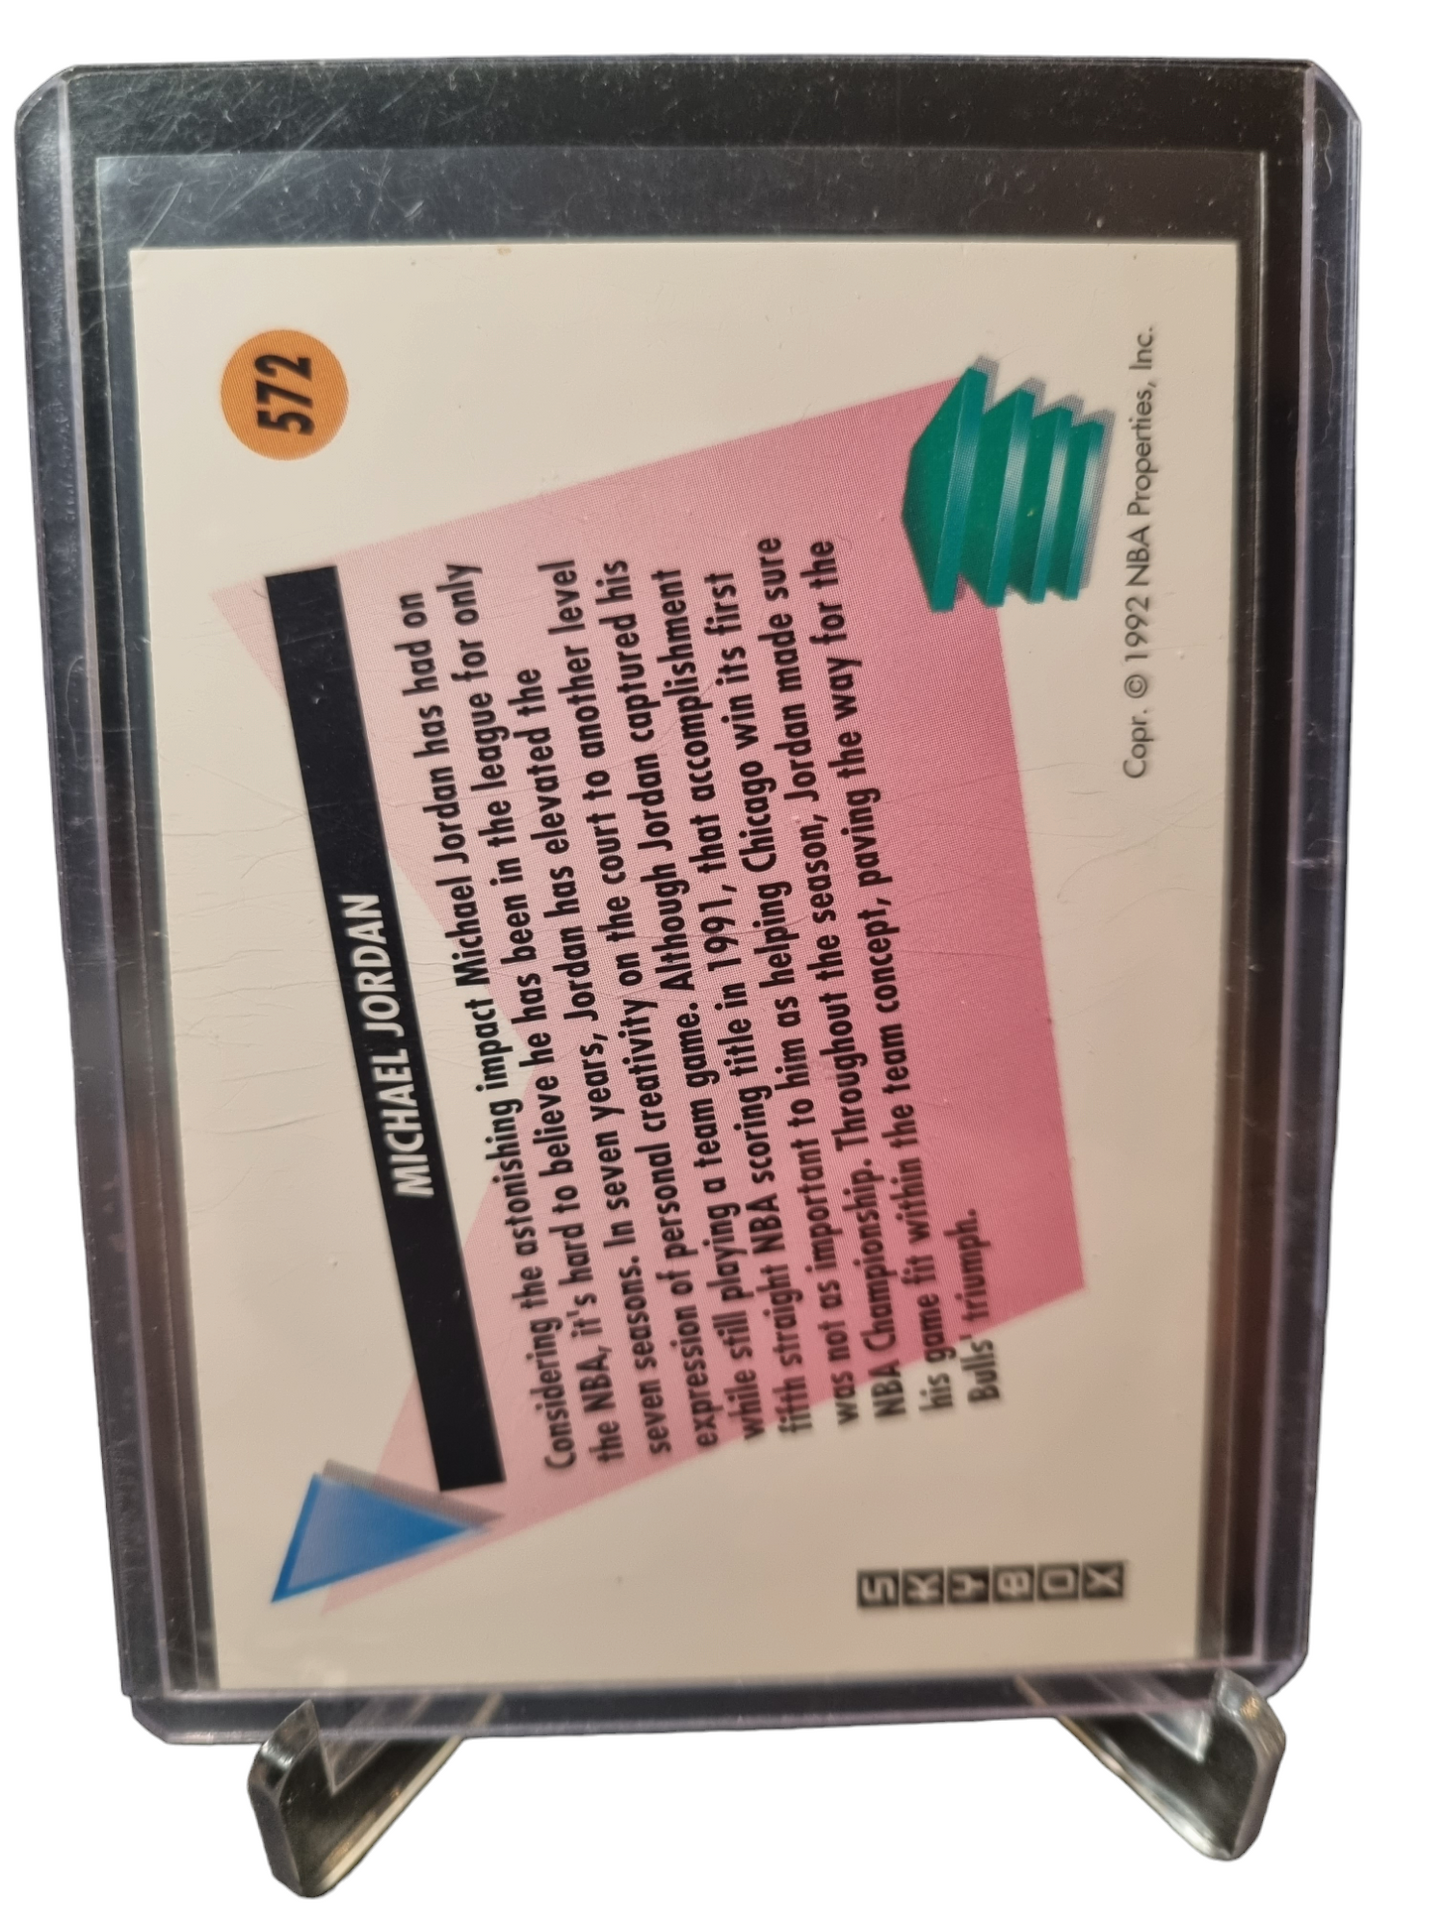 572
MICHAEL JORDAN
Considering the astonishing impact Michael Jordan has had on
the NBA, it's hard to believe he has been in the league for only
seven seasons. In seven years, Jordan has elevated the
expression of personal creativity on the court to another level
while still playing a team game. Although Jordan captured his
fifth straight NBA scoring title in 1991, that accomplishment
was not as important to him as helping Chicago win its first
NBA Championship. Throughout the season, Jordan made sure
his game fit within the team concept, paving the way for the
Bulls' triumph.
SKYBOX
Copr. © 1992 NBA Properties, Inc.